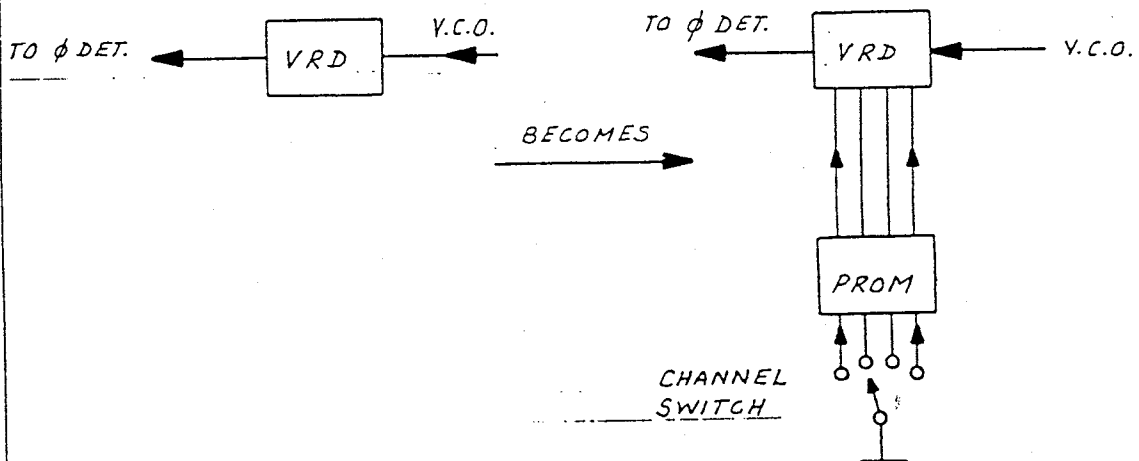 TO φ DET.
VRD
V.C.O.
BECOMES
TO φ DET.
VRD
V.C.O.
PROM
CHANNEL
SWITCH